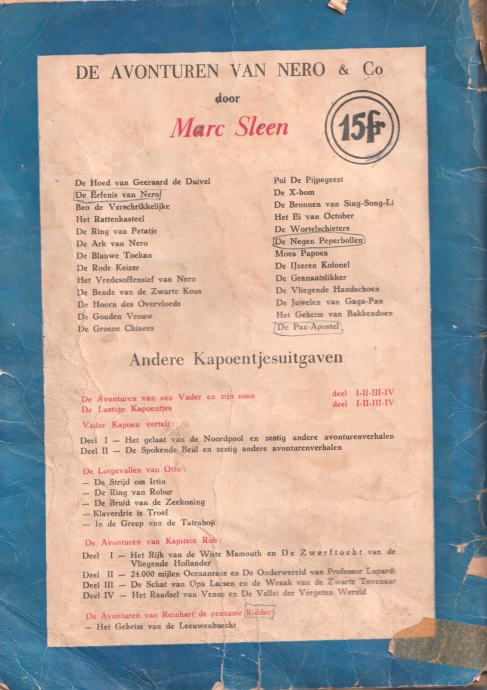 DE AVONTUREN VAN NERO & Co
door
Marc Sleen
15fr
De Hoed van Geeraard de Duivel
De Erfenis van Nero
Beo de Verschrikkelijke
Het Rattenkasteel
De Ring van Petatje
De Ark van Nero
De Blauwe Toekan
De Rode Keizer
Het Vredesoffensief van Nero
De Bende van de Zwarte Kous
De Hoorn des Overvloeds
De Gouden Vrouw
De Groene Chinees
Pol De Pijpegeest
De X-bom
De Bronnen van Sing-Song-Li
Het Ei van October
De Wortelschieters
De Negen Peperbollen
Moea Papoea
De IJzeren Kolonel
De Granaatslikker
De Vliegende Handschoen
De Juwelen van Gaga-Pan
Het Geheim van Bakkendoen
De Pax-Apostel
Andere Kapoentjesuitgaven
De Avonturen van een Vader en zijn zoon deel I-II-III-IV
De Lustige Kapoentjes deel I-II-III-IV
Vader Kapoen vertelt :
Deel I — Het gelaat van de Noordpool en zestig andere avonturenverhalen
Deel II — De Spokende Beul en zestig andere avonturenverhalen
De Lotgevallen van Otto :
— De Strijd om Irtin
— De Ring van Robur
— De Bruid van de Zeekoning
— Klaverdrie is Troef
— In de Greep van de Tatraboji
De Avonturen van Kapitein Rob :
Deel I — Het Rijk van de Witte Mamouth en De Zwerftocht van de
Vliegende Hollander
Deel II — 24.000 mijlen Oceaanrace en De Onderwereld van Professor Lupardi
Deel III — De Schat van Opa Larsen en de Wraak van de Zwarte Tovenaar
Deel IV — Het Raadsel van Venus en De Vallei der Vergeten Wereld
De Avonturen van Reinhart de eenzame Ridder
— Het Geheim van de Leeuwenburcht